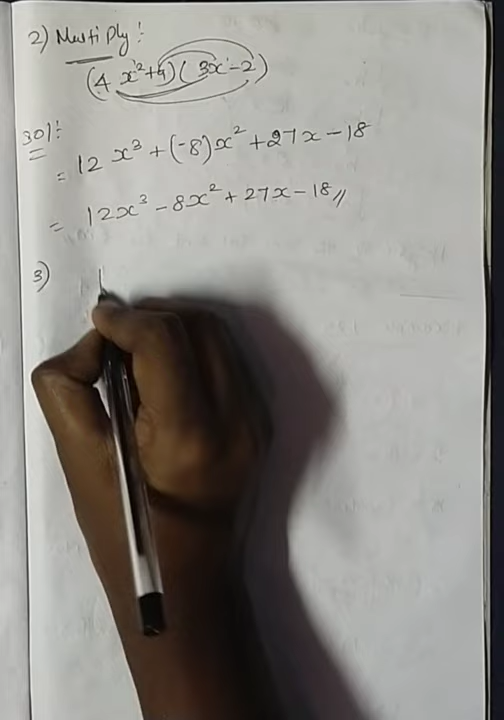 2) Multiply:
(4x²+9)(3x-2)
Sol:
= 12x³+(-8)x²+27x-18
= 12x³-8x²+27x-18//
3)